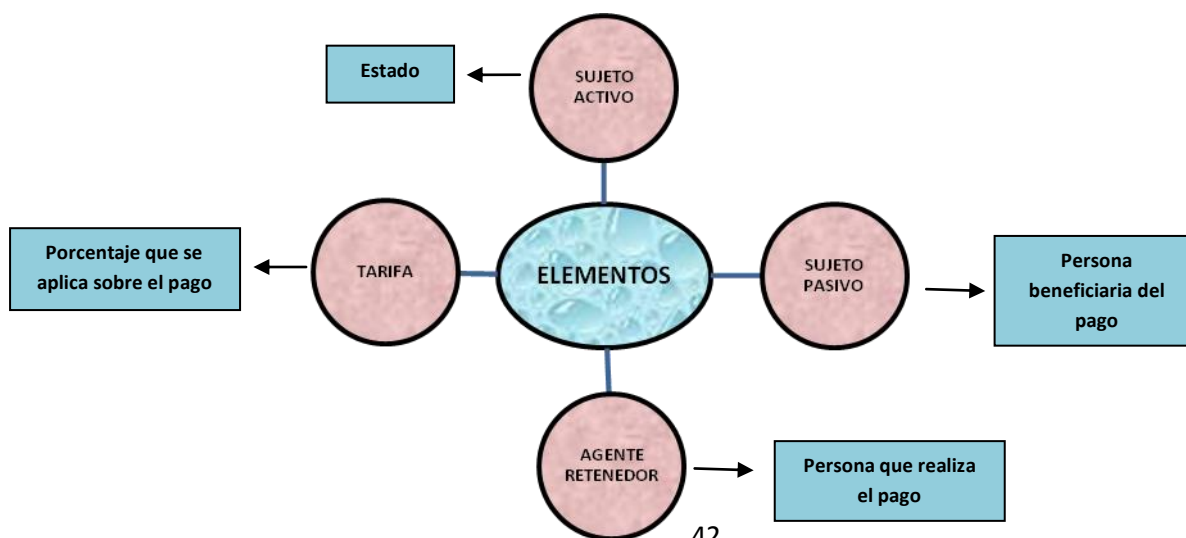 Estado
SUJETO
ACTIVO
Porcentaje que se
aplica sobre el pago
TARIFA
ELEMENTOS
SUJETO
PASIVO
Persona
beneficiaria del
pago
AGENTE
RETENEDOR
Persona que realiza
el pago
42